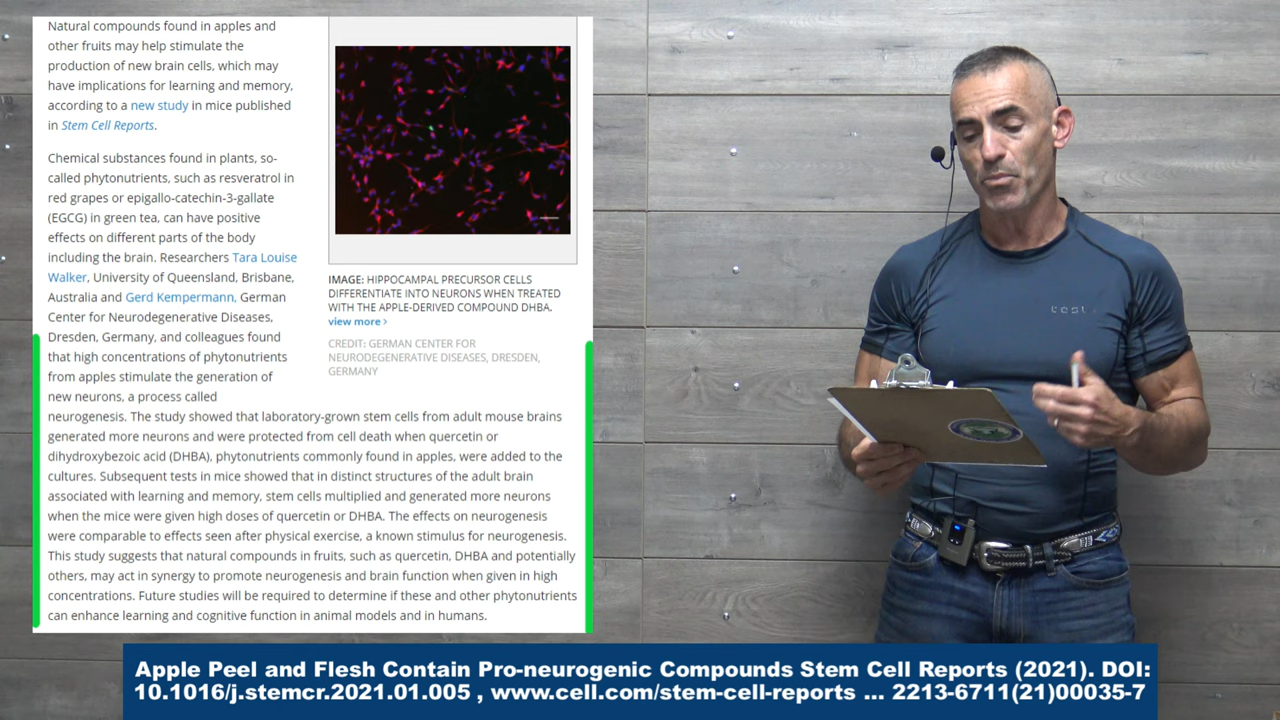 Natural compounds found in apples and
other fruits may help stimulate the
production of new brain cells, which may
have implications for learning and memory,
according to a new study in mice published
in Stem Cell Reports.
Chemical substances found in plants, so-
called phytonutrients, such as resveratrol in
red grapes or epigallo-catechin-3-gallate
(EGCG) in green tea, can have positive
effects on different parts of the body
including the brain. Researchers Tara Louise
Walker, University of Queensland, Brisbane,
Australia and Gerd Kempermann, German
Center for Neurodegenerative Diseases,
Dresden, Germany, and colleagues found
that high concentrations of phytonutrients
from apples stimulate the generation of
new neurons, a process called
neurogenesis. The study showed that laboratory-grown stem cells from adult mouse brains
generated more neurons and were protected from cell death when quercetin or
dihydroxybezoic acid (DHBA), phytonutrients commonly found in apples, were added to the
cultures. Subsequent tests in mice showed that in distinct structures of the adult brain
associated with learning and memory, stem cells multiplied and generated more neurons
when the mice were given high doses of quercetin or DHBA. The effects on neurogenesis
were comparable to effects seen after physical exercise, a known stimulus for neurogenesis.
This study suggests that natural compounds in fruits, such as quercetin, DHBA and potentially
others, may act in synergy to promote neurogenesis and brain function when given in high
concentrations. Future studies will be required to determine if these and other phytonutrients
can enhance learning and cognitive function in animal models and in humans.
IMAGE: HIPPOCAMPAL PRECURSOR CELLS
DIFFERENTIATE INTO NEURONS WHEN TREATED
WITH THE APPLE-DERIVED COMPOUND DHBA.
view more >
CREDIT: GERMAN CENTER FOR
NEURODEGENERATIVE DISEASES, DRESDEN,
GERMANY
Apple Peel and Flesh Contain Pro-neurogenic Compounds Stem Cell Reports (2021). DOI:
10.1016/j.stemcr.2021.01.005 , www.cell.com/stem-cell-reports ... 2213-6711(21)00035-7